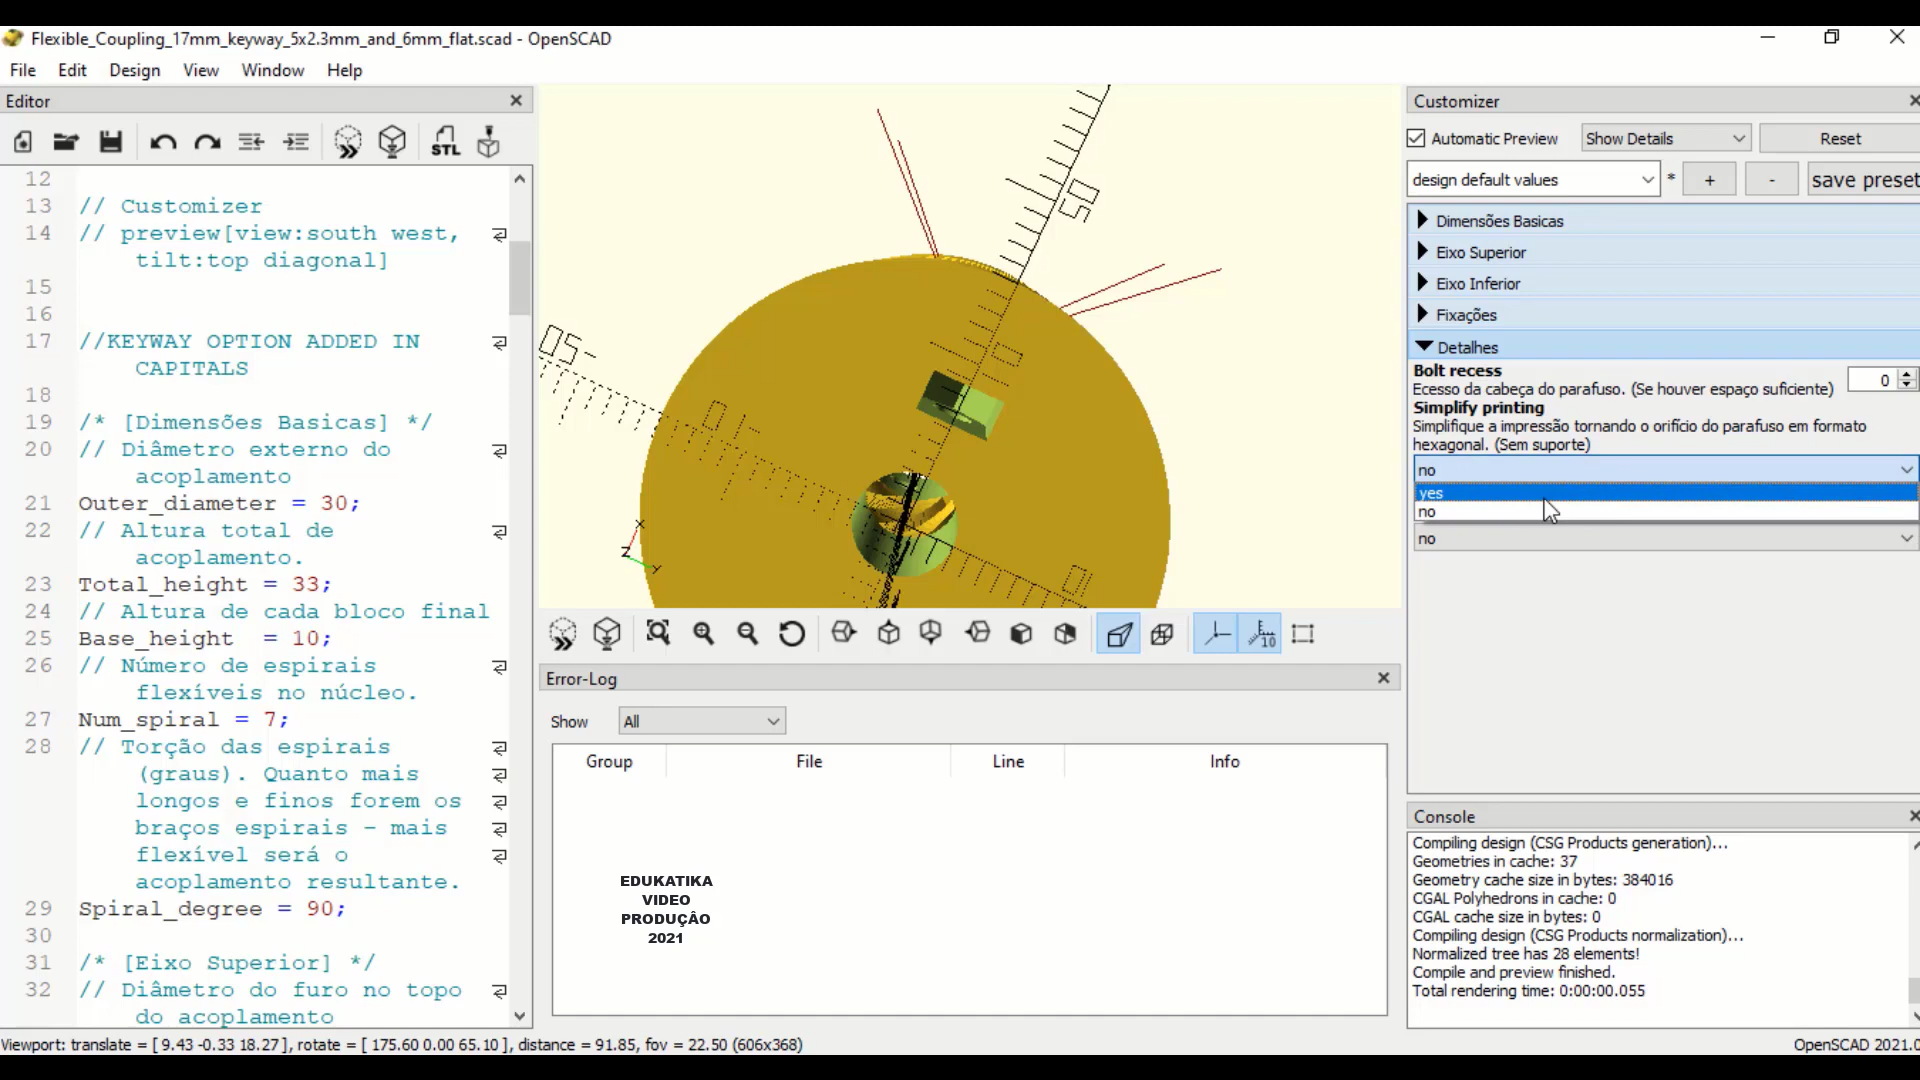 Flexible_Coupling_17mm_keyway_5x2.3mm_and_6mm_flat.scad - OpenSCAD
File Edit Design View Window Help
Editor
STL
12
13 // Customizer
14 // preview[view:south west,
tilt:top diagonal]
15
16
17 //KEYWAY OPTION ADDED IN
CAPITALS
18
19 /* [Dimensões Basicas] */
20 // Diâmetro externo do
acoplamento
21 Outer_diameter = 30;
22 // Altura total de
acoplamento.
23 Total_height = 33;
24 // Altura de cada bloco final
25 Base_height = 10;
26 // Número de espirais
flexíveis no núcleo.
27 Num_spiral = 7;
28 // Torção das espirais
(graus). Quanto mais
longos e finos forem os
braços espirais - mais
flexível será o
acoplamento resultante.
29 Spiral_degree = 90;
30
31 /* [Eixo Superior] */
32 // Diâmetro do furo no topo
do acoplamento
50
-50
-10
10
x
z
10
Error-Log
Show All
Group File Line Info
EDUKATIKA
VIDEO
PRODUÇÂO
2021
Customizer
Automatic Preview Show Details Reset
design default values * + - save preset
Dimensões Basicas
Eixo Superior
Eixo Inferior
Fixações
Detalhes
Bolt recess
Ecesso da cabeça do parafuso. (Se houver espaço suficiente) 0
Simplify printing
Simplifique a impressão tornando o orifício do parafuso em formato
hexagonal. (Sem suporte)
no
yes
no
no
Console
Compiling design (CSG Products generation)...
Geometries in cache: 37
Geometry cache size in bytes: 384016
CGAL Polyhedrons in cache: 0
CGAL cache size in bytes: 0
Compiling design (CSG Products normalization)...
Normalized tree has 28 elements!
Compile and preview finished.
Total rendering time: 0:00:00.055
Viewport: translate = [ 9.43 -0.33 18.27 ], rotate = [ 175.60 0.00 65.10 ], distance = 91.85, fov = 22.50 (606x368)
OpenSCAD 2021.0